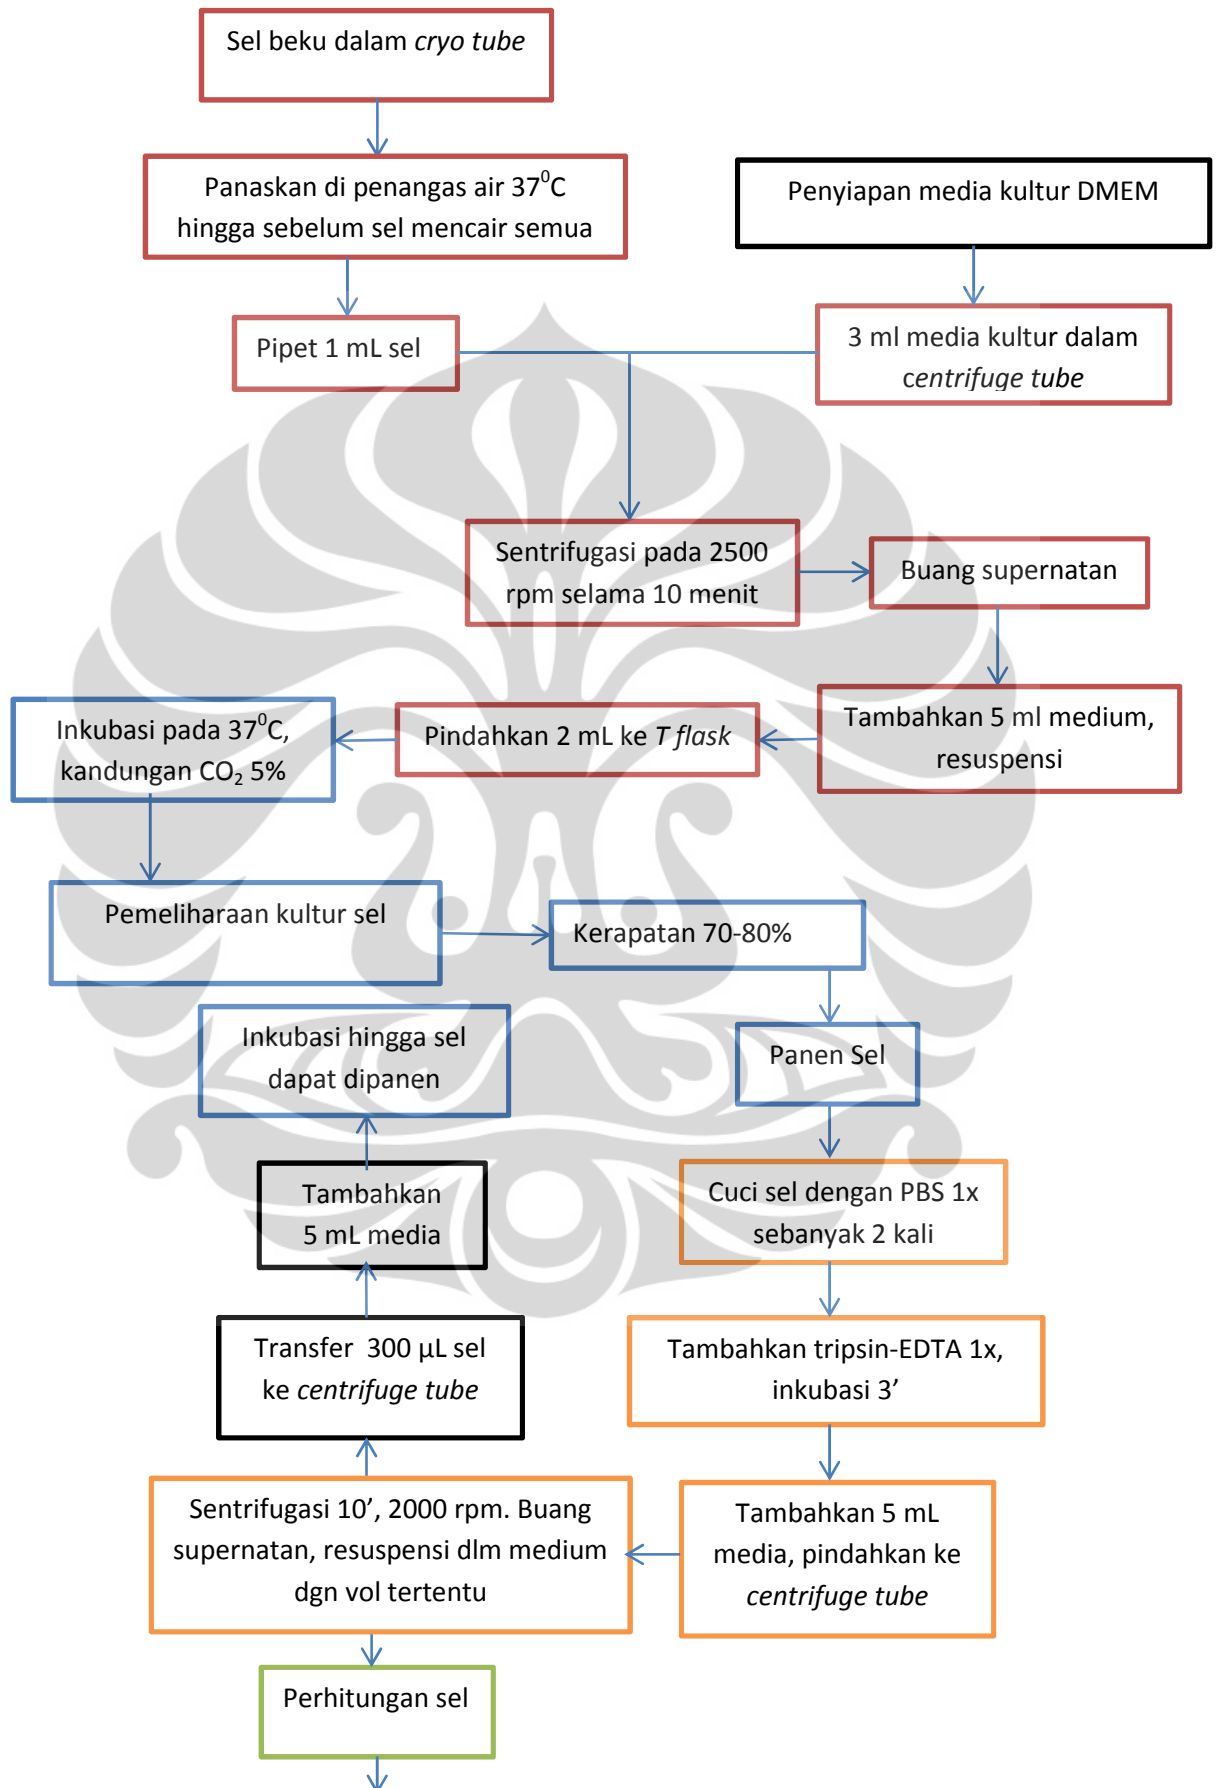 Sel beku dalam cryo tube
Panaskan di penangas air 37⁰C
hingga sebelum sel mencair semua
Penyiapan media kultur DMEM
Pipet 1 mL sel
3 ml media kultur dalam
centrifuge tube
Sentrifugasi pada 2500
rpm selama 10 menit
Buang supernatan
Tambahkan 5 ml medium,
resuspensi
Pindahkan 2 mL ke T flask
Inkubasi pada 37⁰C,
kandungan CO₂ 5%
Pemeliharaan kultur sel
Kerapatan 70-80%
Panen Sel
Cuci sel dengan PBS 1x
sebanyak 2 kali
Tambahkan tripsin-EDTA 1x,
inkubasi 3’
Tambahkan 5 mL
media, pindahkan ke
centrifuge tube
Sentrifugasi 10’, 2000 rpm. Buang
supernatan, resuspensi dlm medium
dgn vol tertentu
Transfer 300 µL sel
ke centrifuge tube
Tambahkan
5 mL media
Inkubasi hingga sel
dapat dipanen
Perhitungan sel